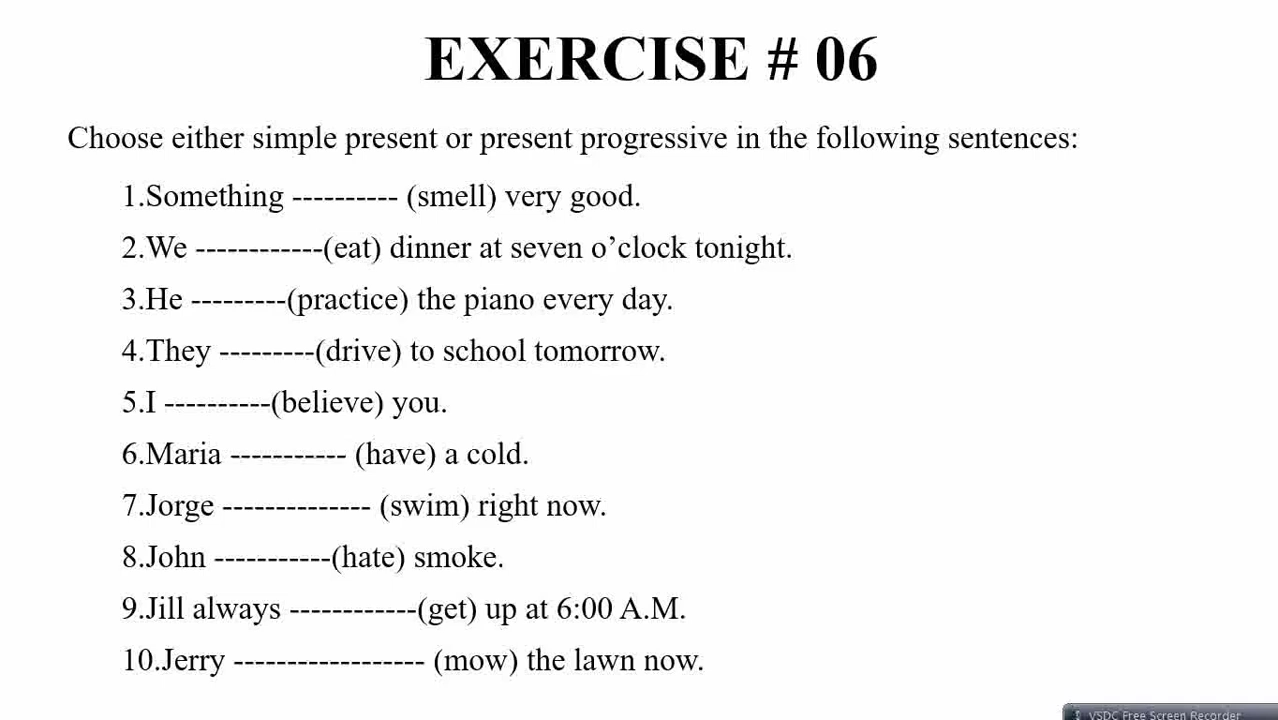 EXERCISE # 06
Choose either simple present or present progressive in the following sentences:
1.Something ---------- (smell) very good.
2.We ------------(eat) dinner at seven o’clock tonight.
3.He ---------(practice) the piano every day.
4.They ---------(drive) to school tomorrow.
5.I ----------(believe) you.
6.Maria ----------- (have) a cold.
7.Jorge -------------- (swim) right now.
8.John -----------(hate) smoke.
9.Jill always ------------(get) up at 6:00 A.M.
10.Jerry ------------------ (mow) the lawn now.
VSDC Free Screen Recorder